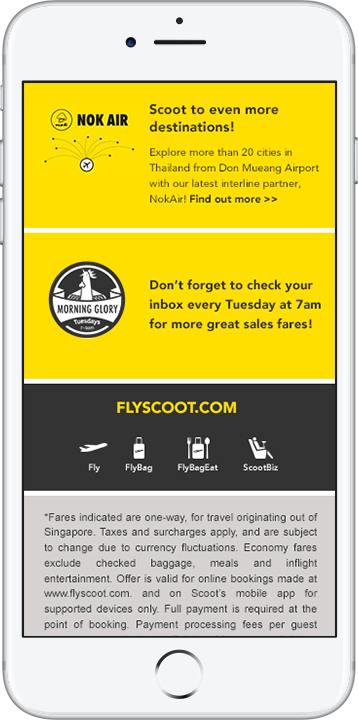 NOK AIR
Scoot to even more
destinations!
Explore more than 20 cities in
Thailand from Don Mueang Airport
with our latest interline partner,
NokAir! Find out more >>
MORNING GLORY
Tuesdays
7-9am
Don't forget to check your
inbox every Tuesday at 7am
for more great sales fares!
FLYSCOOT.COM
Fly
FlyBag
FlyBagEat
ScootBiz
*Fares indicated are one-way, for travel originating out of
Singapore. Taxes and surcharges apply, and are subject
to change due to currency fluctuations. Economy fares
exclude checked baggage, meals and inflight
entertainment. Offer is valid for online bookings made at
www.flyscoot.com. and on Scoot's mobile app for
supported devices only. Full payment is required at the
point of booking. Payment processing fees per guest